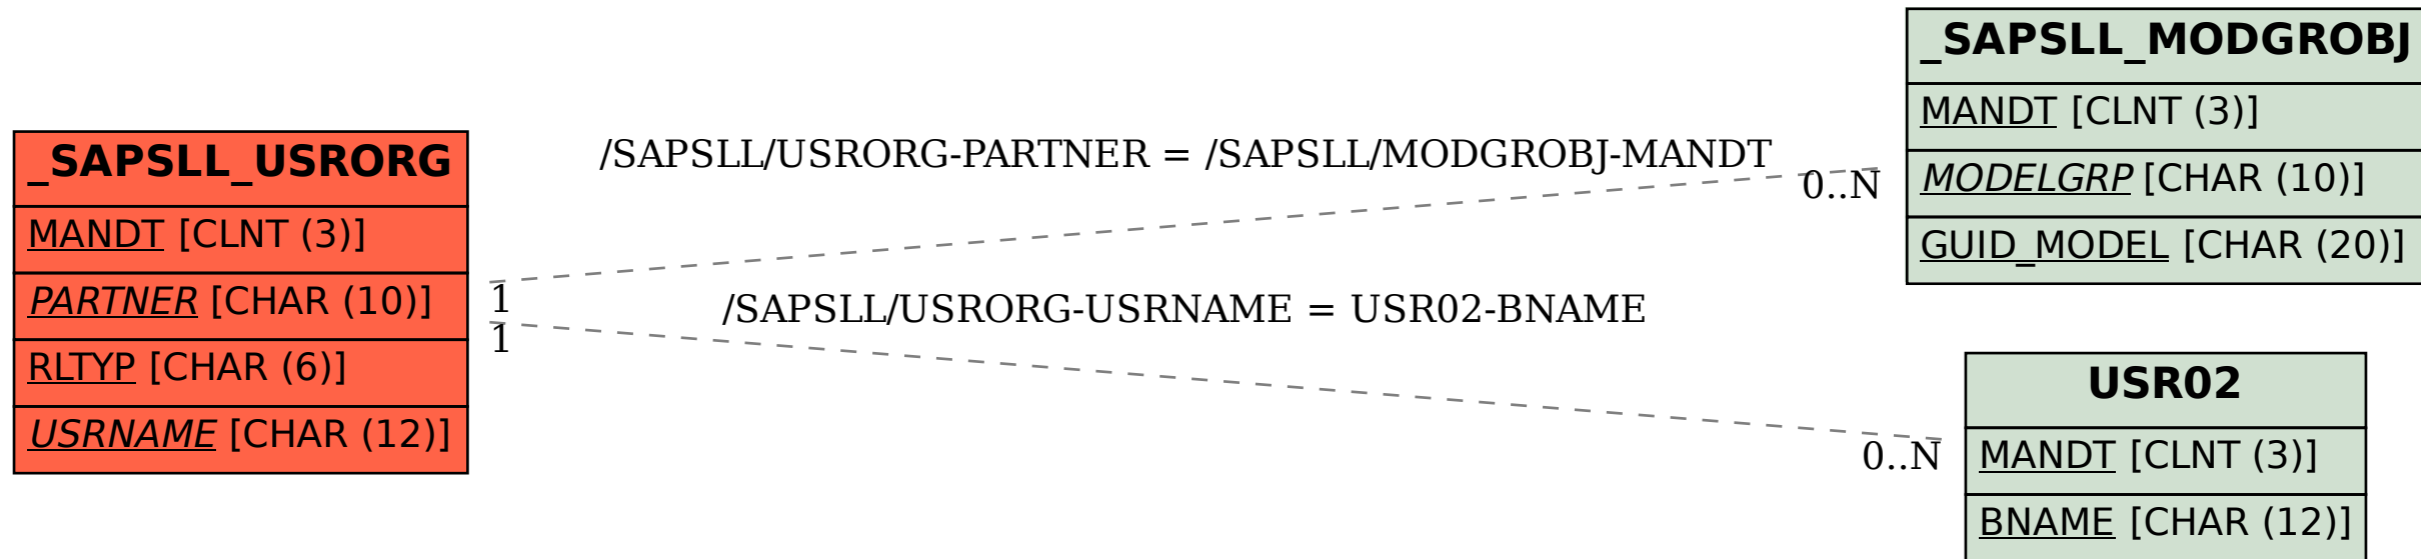 _SAPSLL_USRORG
MANDT [CLNT (3)]
PARTNER [CHAR (10)]
RLTYP [CHAR (6)]
USRNAME [CHAR (12)]
/SAPSLL/USRORG-PARTNER = /SAPSLL/MODGROBJ-MANDT
0..N
1
/SAPSLL/USRORG-USRNAME = USR02-BNAME
1
0..N
_SAPSLL_MODGROBJ
MANDT [CLNT (3)]
MODELGRP [CHAR (10)]
GUID_MODEL [CHAR (20)]
USR02
MANDT [CLNT (3)]
BNAME [CHAR (12)]